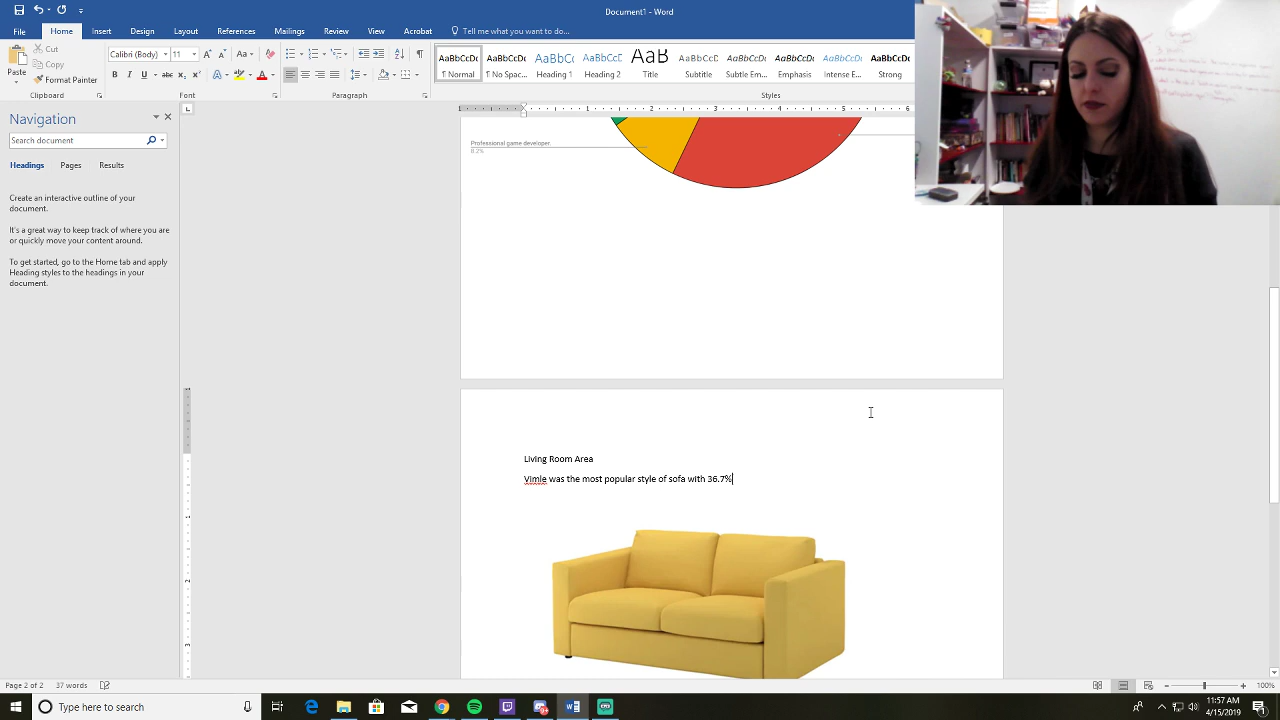 Document1 - Word
File
Home
Insert
Design
Layout
References
Mailings
Review
View
Acrobat
Tell me what you want to do...
Cut
Copy
Paste
Format Painter
Clipboard
Calibri (Body)
11
Font
AaBbCcDc
¶ Normal
AaBbCcDc
¶ No Spac...
AaBbCc
Heading 1
AaBbCcC
Heading 2
AaB
Title
AaBbCcD
Subtitle
AaBbCcDc
Subtle Em...
AaBbCcDc
Emphasis
AaBbCcDc
AaBbCcDc
Styles
Navigation
Search document
Headings
Pages
Results
Create an interactive outline of your
document.
It's a great way to keep track of where you are
or quickly move your content around.
To get started, go to the Home tab and apply
Heading styles to the headings in your
document.
Professional game developer.
8.2%
Living Room Area
Vimle was the most popular style of sofa with 36.7%
Page 2 of 2
37 words
100%
Type here to search
11:57 AM
4/15/2019